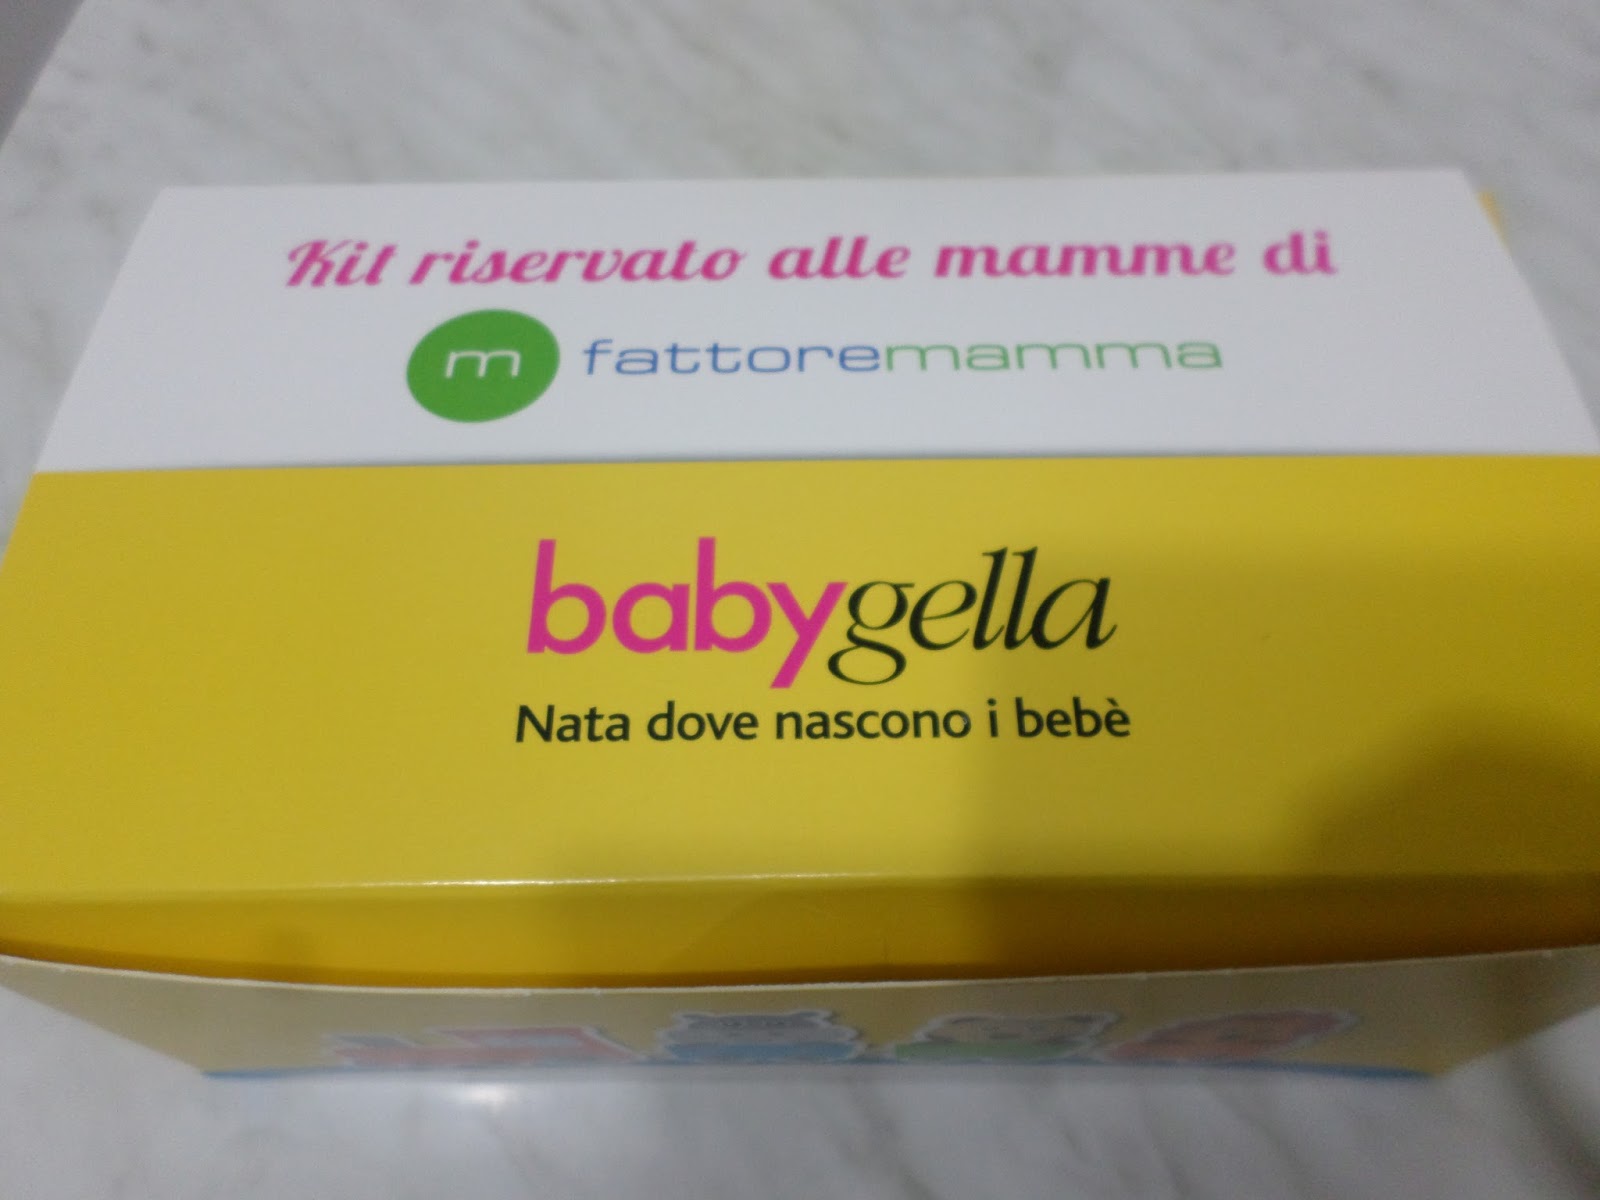 Kit riservato alle mamme di
m fattoremamma
babygella
Nata dove nascono i bebè